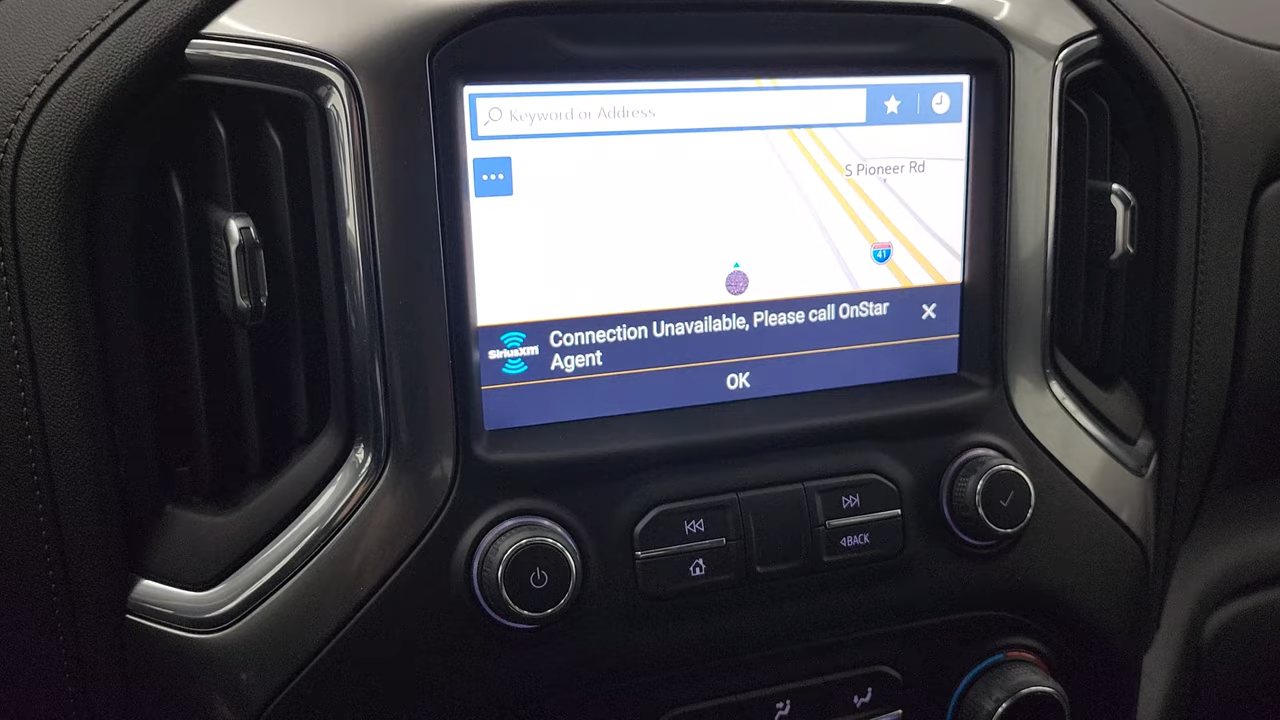 Keyword or Address
S Pioneer Rd
41
SiriusXm
Connection Unavailable, Please call OnStar
Agent
OK
BACK